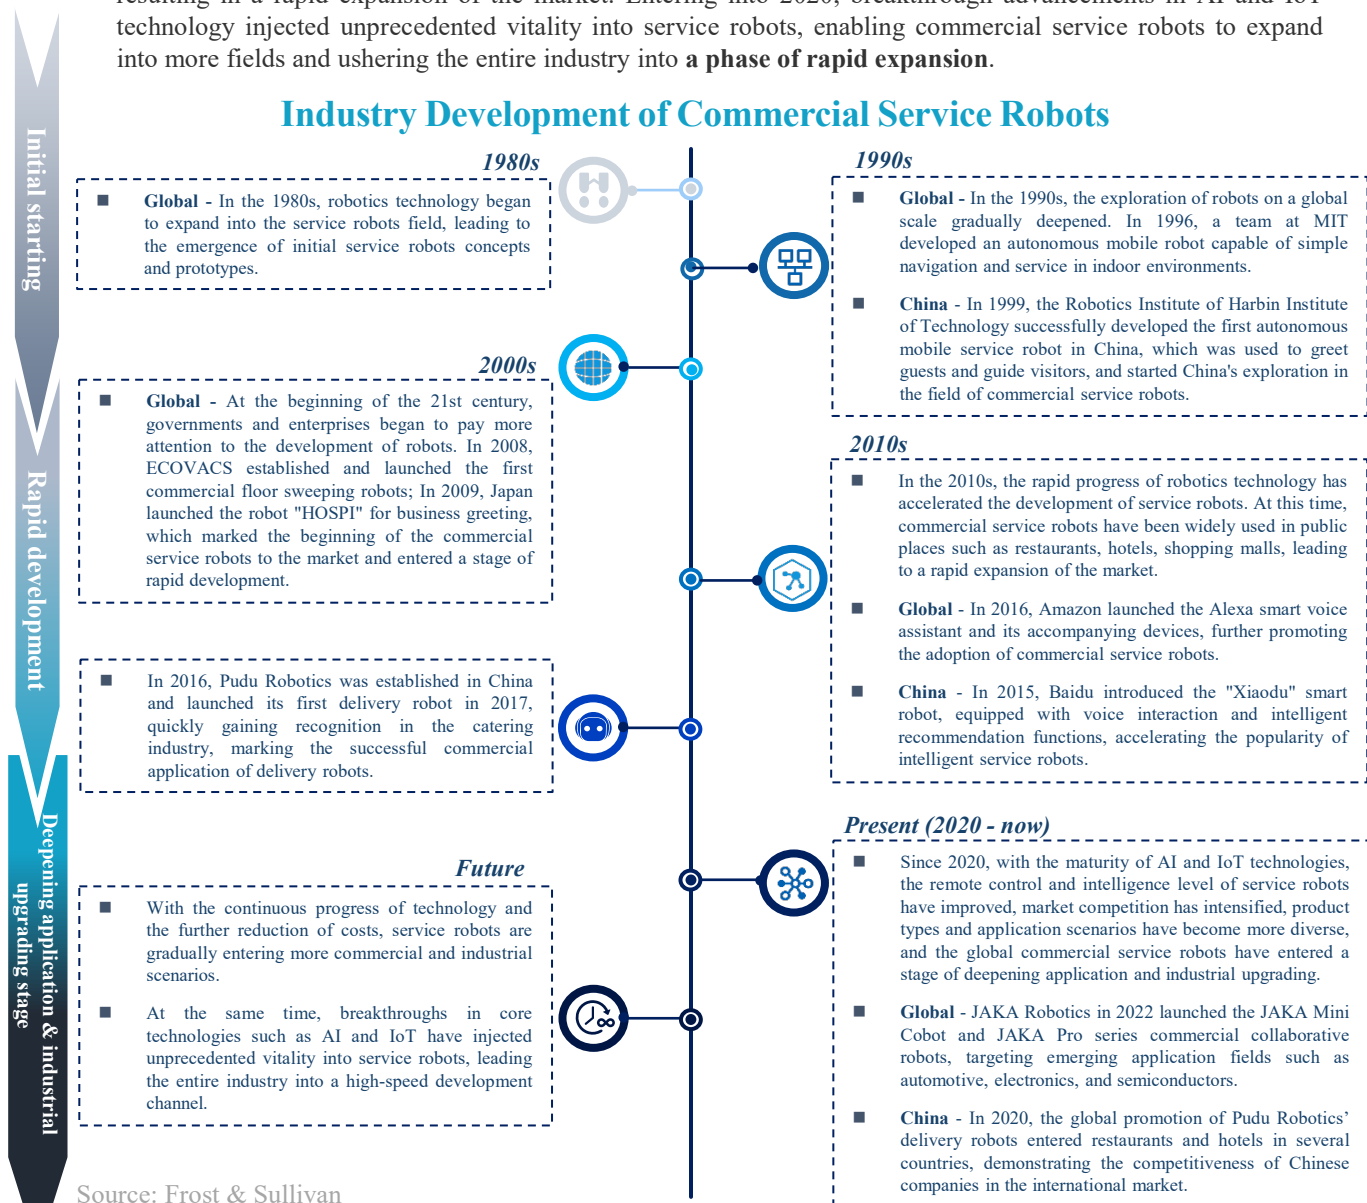 resulting in a rapid expansion of the market. Entering into 2020, breakthrough advancements in AI and IoT
technology injected unprecedented vitality into service robots, enabling commercial service robots to expand
into more fields and ushering the entire industry into a phase of rapid expansion.
Industry Development of Commercial Service Robots
Initial starting
1980s
■ Global - In the 1980s, robotics technology began
to expand into the service robots field, leading to
the emergence of initial service robots concepts
and prototypes.
1990s
■ Global - In the 1990s, the exploration of robots on a global
scale gradually deepened. In 1996, a team at MIT
developed an autonomous mobile robot capable of simple
navigation and service in indoor environments.
■ China - In 1999, the Robotics Institute of Harbin Institute
of Technology successfully developed the first autonomous
mobile service robot in China, which was used to greet
guests and guide visitors, and started China's exploration in
the field of commercial service robots.
Rapid development
2000s
■ Global - At the beginning of the 21st century,
governments and enterprises began to pay more
attention to the development of robots. In 2008,
ECOVACS established and launched the first
commercial floor sweeping robots; In 2009, Japan
launched the robot "HOSPI" for business greeting,
which marked the beginning of the commercial
service robots to the market and entered a stage of
rapid development.
2010s
■ In the 2010s, the rapid progress of robotics technology has
accelerated the development of service robots. At this time,
commercial service robots have been widely used in public
places such as restaurants, hotels, shopping malls, leading
to a rapid expansion of the market.
■ Global - In 2016, Amazon launched the Alexa smart voice
assistant and its accompanying devices, further promoting
the adoption of commercial service robots.
■ China - In 2015, Baidu introduced the "Xiaodu" smart
robot, equipped with voice interaction and intelligent
recommendation functions, accelerating the popularity of
intelligent service robots.
■ In 2016, Pudu Robotics was established in China
and launched its first delivery robot in 2017,
quickly gaining recognition in the catering
industry, marking the successful commercial
application of delivery robots.
Deepening application & industrial
upgrading stage
Present (2020 - now)
■ Since 2020, with the maturity of AI and IoT technologies,
the remote control and intelligence level of service robots
have improved, market competition has intensified, product
types and application scenarios have become more diverse,
and the global commercial service robots have entered a
stage of deepening application and industrial upgrading.
■ Global - JAKA Robotics in 2022 launched the JAKA Mini
Cobot and JAKA Pro series commercial collaborative
robots, targeting emerging application fields such as
automotive, electronics, and semiconductors.
■ China - In 2020, the global promotion of Pudu Robotics’
delivery robots entered restaurants and hotels in several
countries, demonstrating the competitiveness of Chinese
companies in the international market.
Future
■ With the continuous progress of technology and
the further reduction of costs, service robots are
gradually entering more commercial and industrial
scenarios.
■ At the same time, breakthroughs in core
technologies such as AI and IoT have injected
unprecedented vitality into service robots, leading
the entire industry into a high-speed development
channel.
Source: Frost & Sullivan